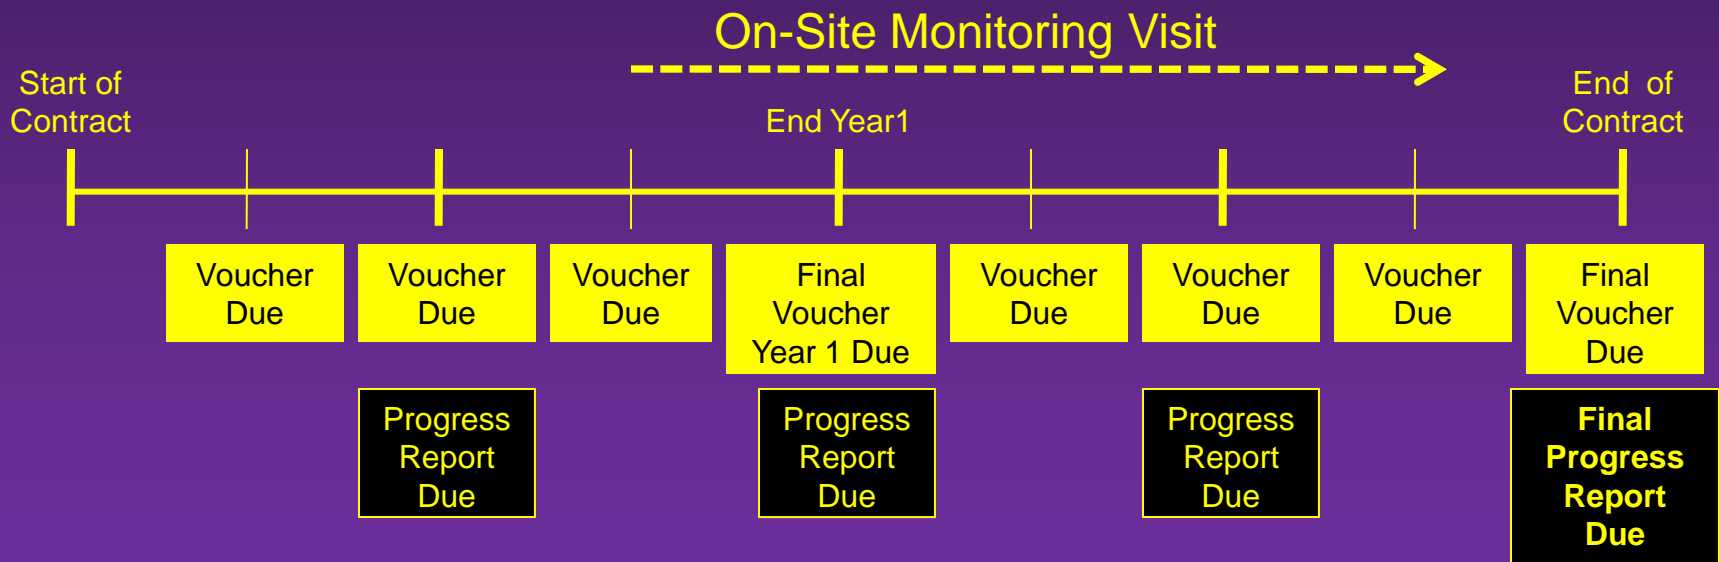 On-Site Monitoring Visit
Start of
Contract
End Year1
End of
Contract
Voucher
Due
Voucher
Due
Voucher
Due
Final
Voucher
Year 1 Due
Voucher
Due
Voucher
Due
Voucher
Due
Final
Voucher
Due
Progress
Report
Due
Progress
Report
Due
Progress
Report
Due
Final
Progress
Report
Due